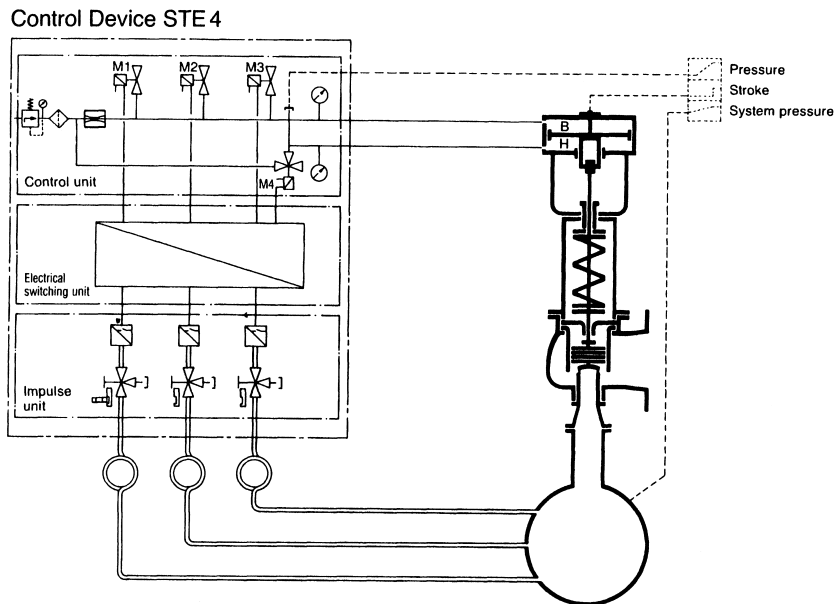 Control Device STE 4
M1 M2 M3
Pressure
Stroke
System pressure
B
H
M4
Control unit
Electrical
switching unit
Impulse
unit